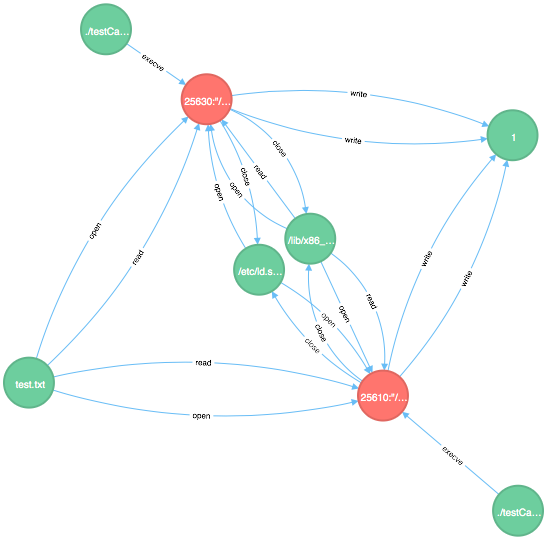 ./testCa...
execve
25630:"/...
write
write
1
close
read
close
open
open
open
read
/lib/x86_...
/etc/ld.s...
read
open
open
close
close
write
write
test.txt
read
open
25610:"/...
execve
./testCa...